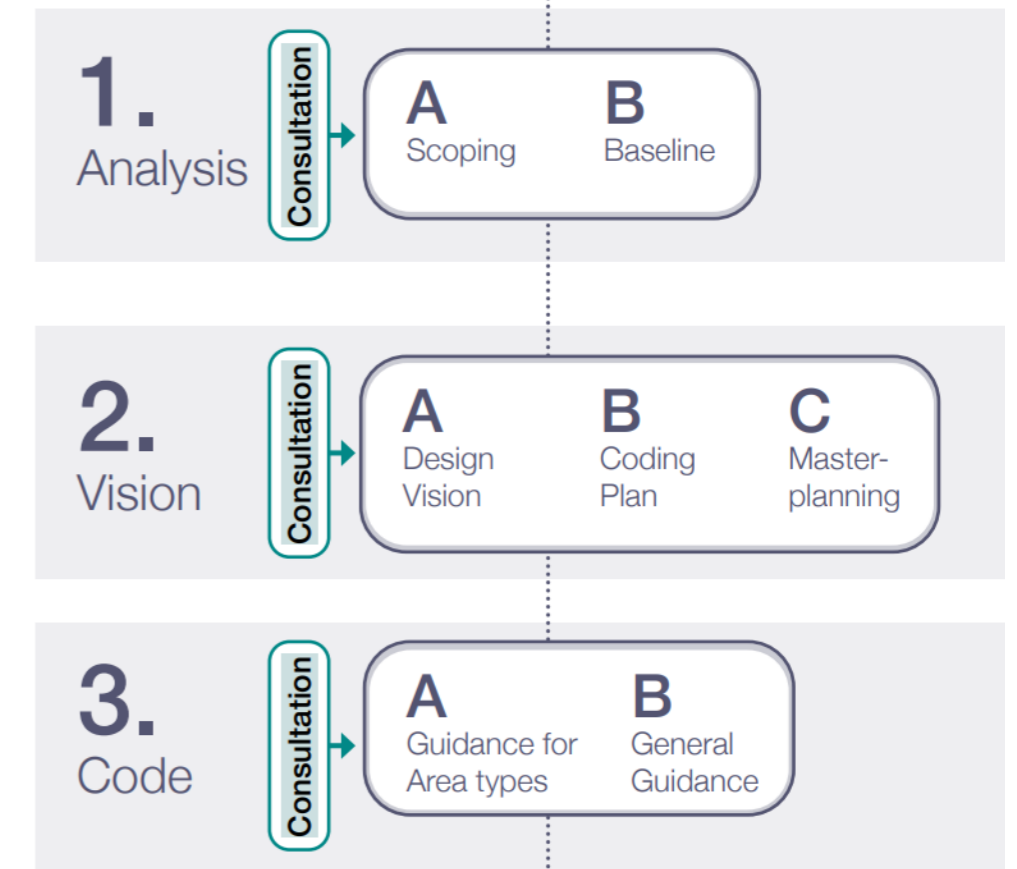 1.
Analysis
Consultation
A
Scoping
B
Baseline
2.
Vision
Consultation
A
Design
Vision
B
Coding
Plan
C
Master-
planning
3.
Code
Consultation
A
Guidance for
Area types
B
General
Guidance